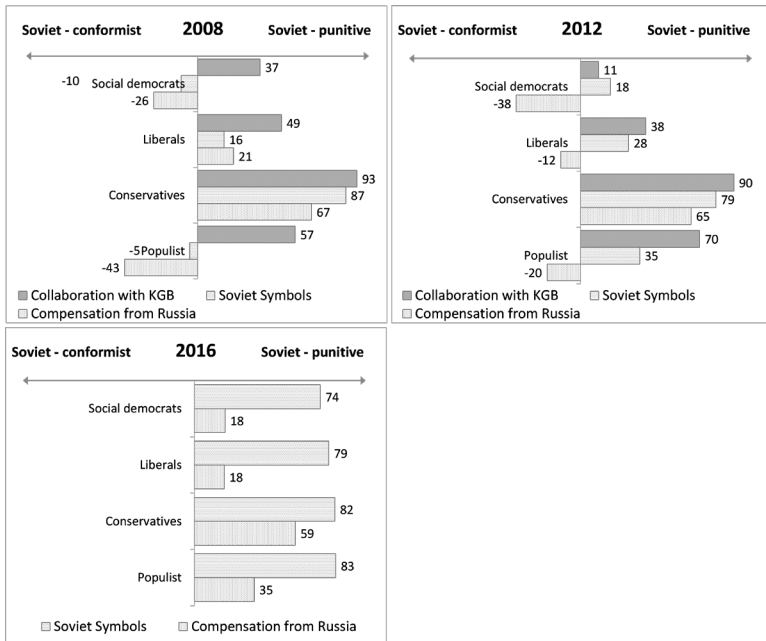 Soviet - conformist 2008 Soviet - punitive
37
-10 Social democrats
-26
49
Liberals 16
21
93
Conservatives 87
67
57
-5 Populist
-43
Collaboration with KGB Soviet Symbols
Compensation from Russia
Soviet - conformist 2012 Soviet - punitive
11
Social democrats 18
-38
38
Liberals 28
-12
90
Conservatives 79
65
70
Populist 35
-20
Collaboration with KGB Soviet Symbols
Compensation from Russia
Soviet - conformist 2016 Soviet - punitive
74
Social democrats
18
79
Liberals
18
82
Conservatives
59
83
Populist
35
Soviet Symbols Compensation from Russia